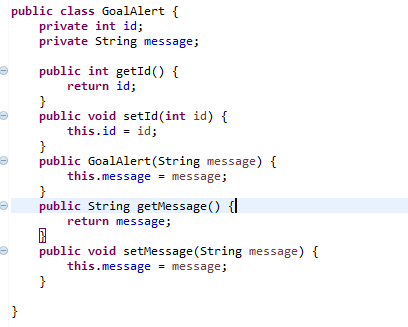 public class GoalAlert {
    private int id;
    private String message;

    public int getId() {
        return id;
    }
    public void setId(int id) {
        this.id = id;
    }
    public GoalAlert(String message) {
        this.message = message;
    }
    public String getMessage() {
        return message;
    }
    public void setMessage(String message) {
        this.message = message;
    }

}